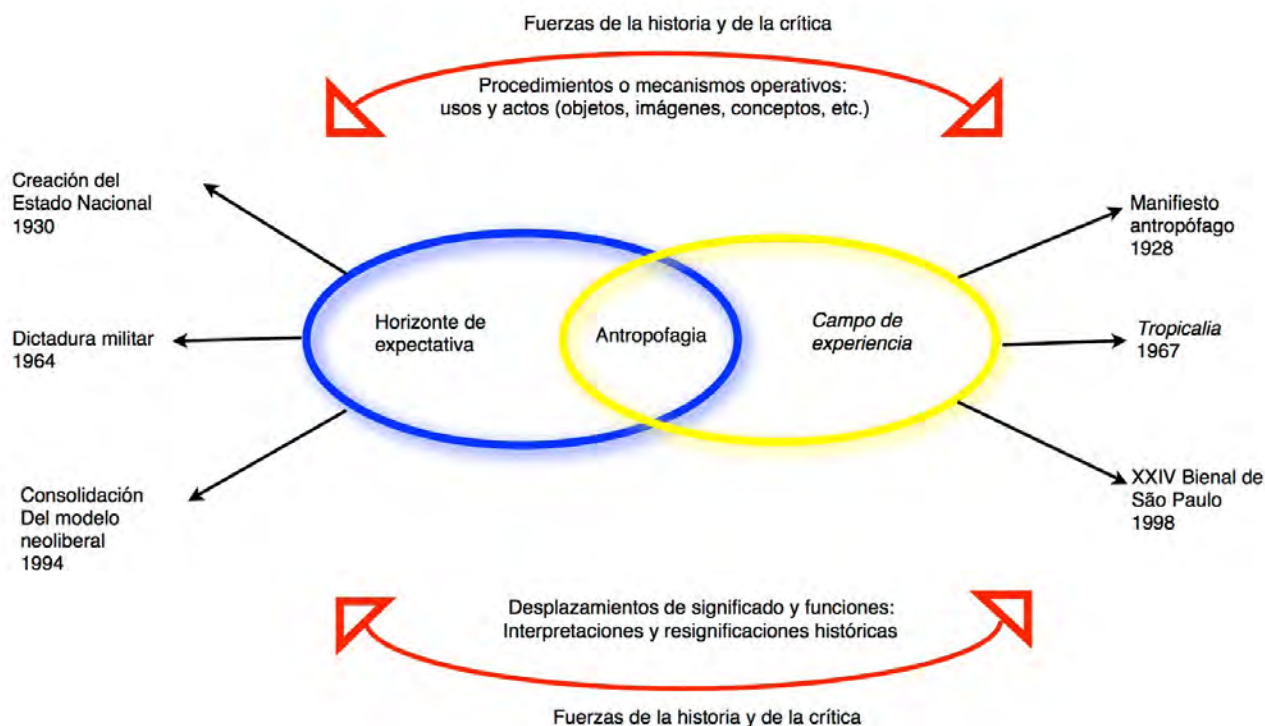 Fuerzas de la historia y de la crítica
Procedimientos o mecanismos operativos:
usos y actos (objetos, imágenes, conceptos, etc.)
Creación del
Estado Nacional
1930
Dictadura militar
1964
Consolidación
Del modelo
neoliberal
1994
Horizonte de
expectativa
Antropofagia
Campo de
experiencia
Manifiesto
antropófago
1928
Tropicalia
1967
XXIV Bienal de
São Paulo
1998
Desplazamientos de significado y funciones:
Interpretaciones y resignificaciones históricas
Fuerzas de la historia y de la crítica